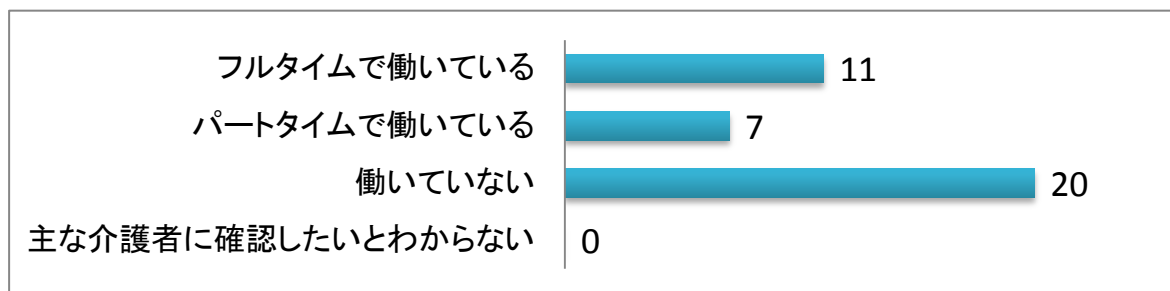 フルタイムで働いている 11
パートタイムで働いている 7
働いていない 20
主な介護者に確認したいとわからない 0